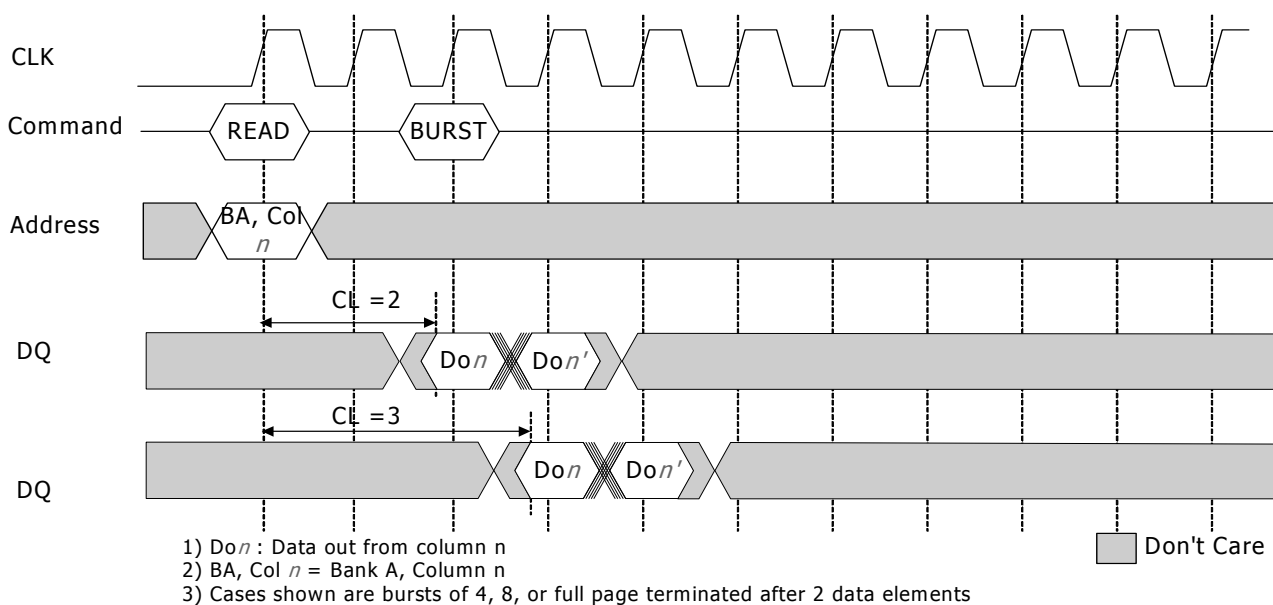 CLK
Command
READ
BURST
Address
BA, Col
n
CL =2
DQ
Don
Don'
CL =3
DQ
Don
Don'
1) Don : Data out from column n
2) BA, Col n = Bank A, Column n
3) Cases shown are bursts of 4, 8, or full page terminated after 2 data elements
Don't Care